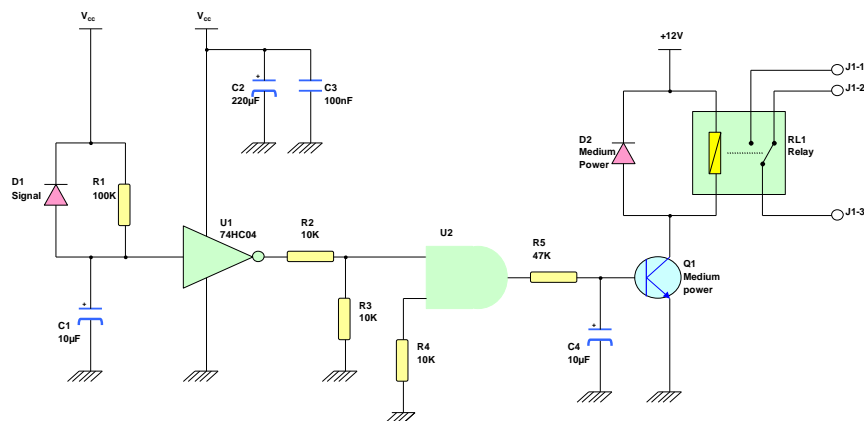 Vcc
Vcc
+12V
J1-1
J1-2
C2
220µF
+
C3
100nF
D2
Medium
Power
RL1
Relay
D1
Signal
R1
100K
J1-3
U1
74HC04
R2
10K
U2
R5
47K
Q1
Medium
power
+
C1
10µF
R3
10K
R4
10K
+
C4
10µF